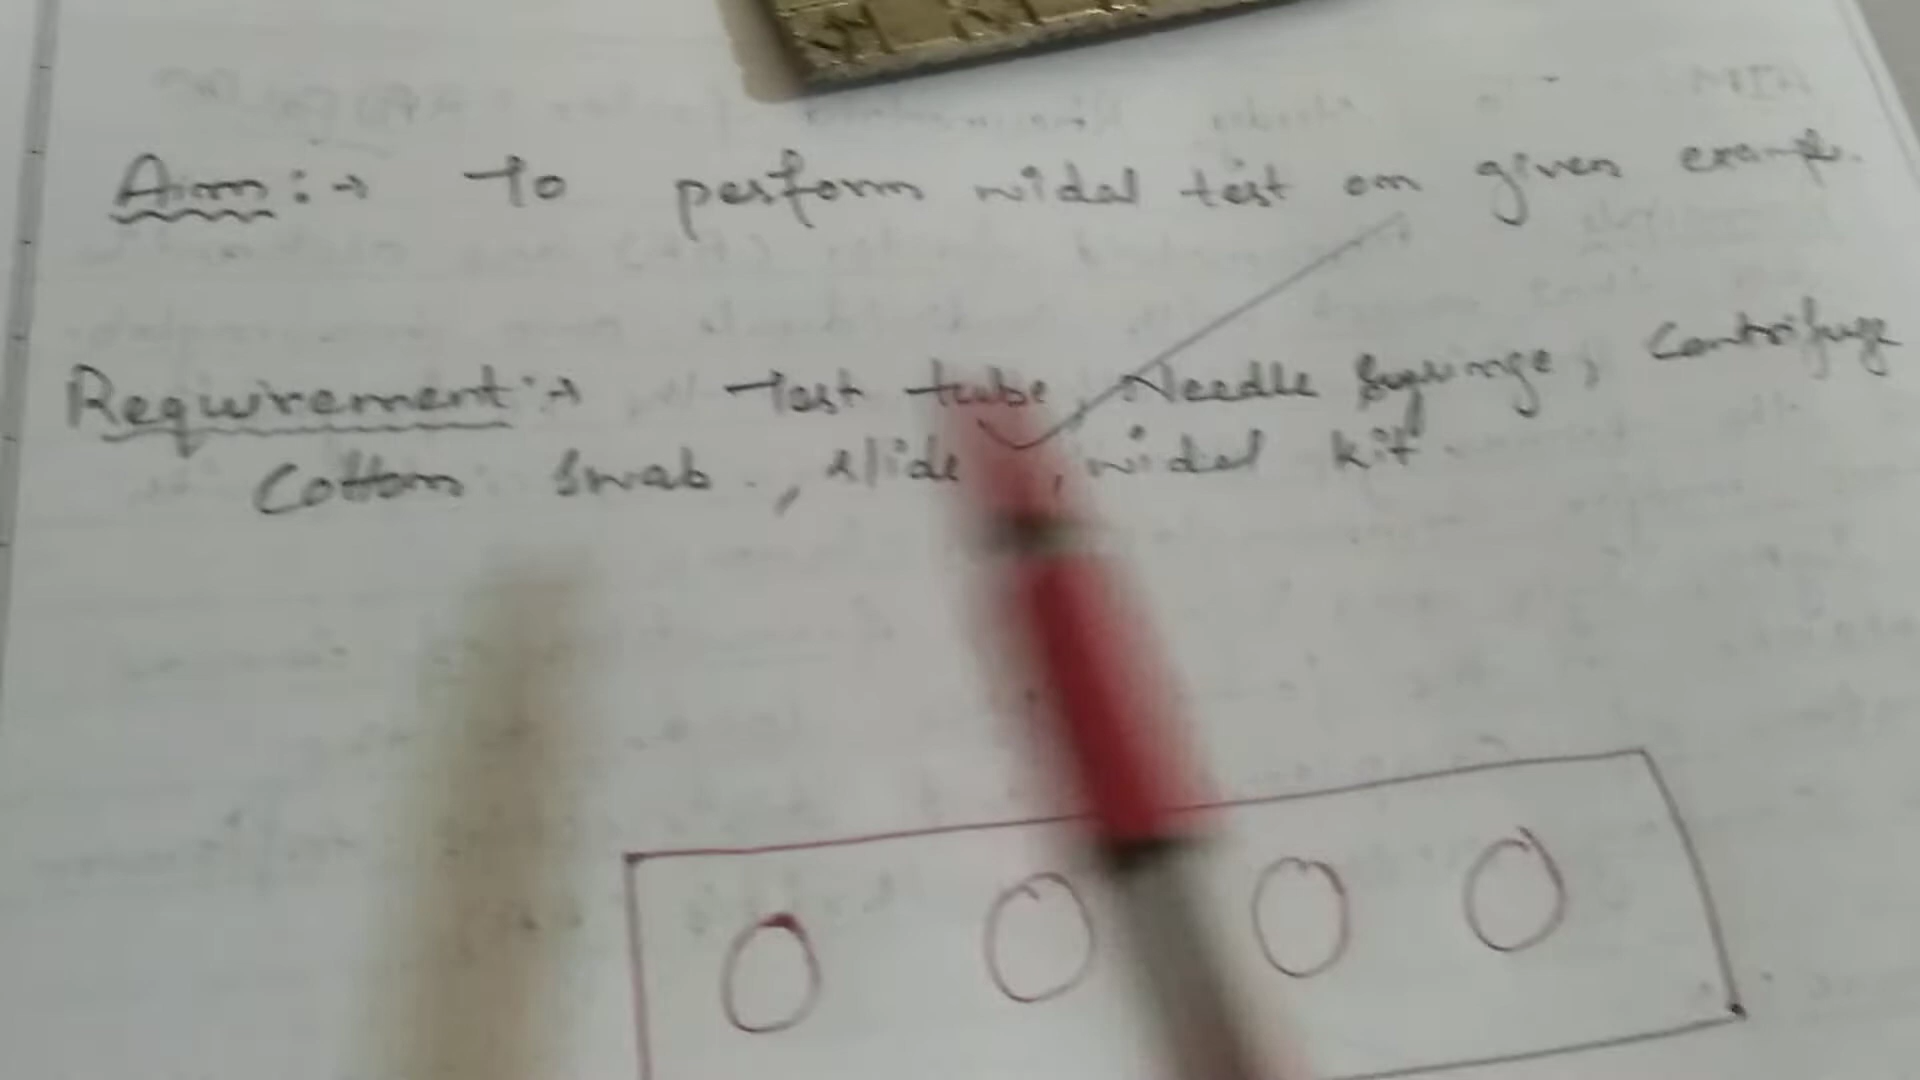 Aim :→ To perform widal test on given example.
Requirement :→ Test tube, Needle Syringe, Centrifuge
Cotton Swab., slide, widal kit.